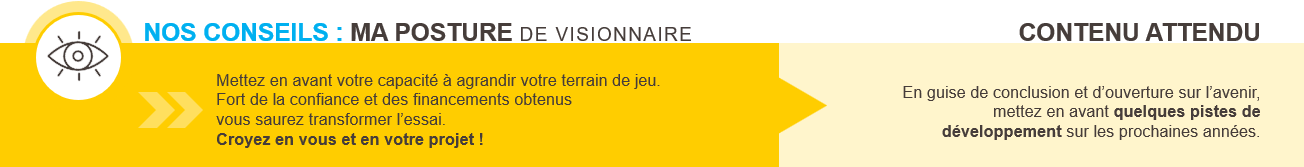 NOS CONSEILS : MA POSTURE DE VISIONNAIRE
Mettez en avant votre capacité à agrandir votre terrain de jeu.
Fort de la confiance et des financements obtenus
vous saurez transformer l’essai.
Croyez en vous et en votre projet !
CONTENU ATTENDU
En guise de conclusion et d’ouverture sur l’avenir,
mettez en avant quelques pistes de
développement sur les prochaines années.